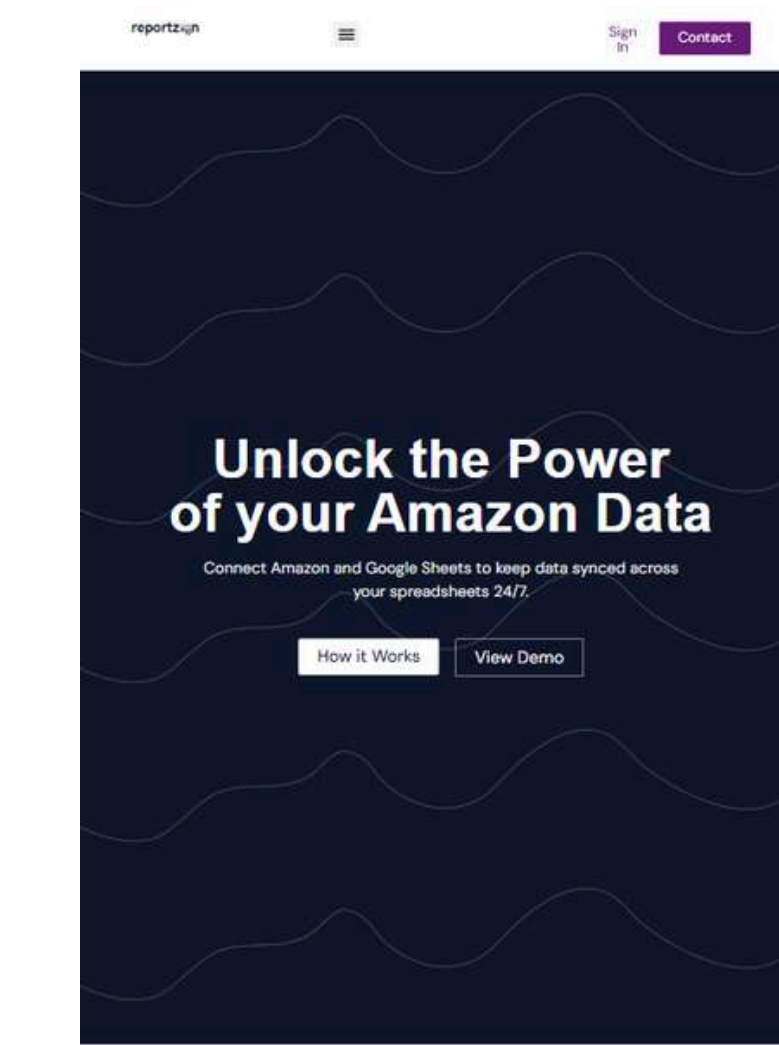 reportzign
Sign
In
Contact
Unlock the Power
of your Amazon Data
Connect Amazon and Google Sheets to keep data synced across
your spreadsheets 24/7.
How it Works
View Demo